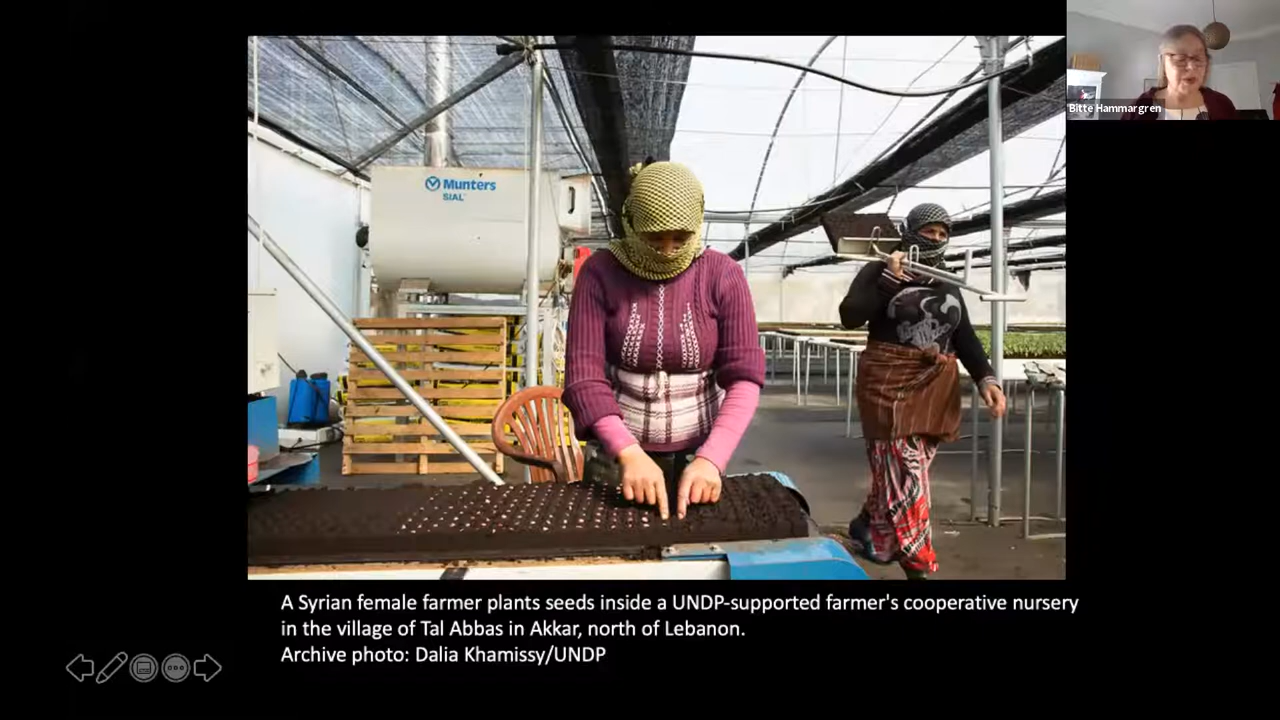 Bitte Hammargren
Munters
SIAL
A Syrian female farmer plants seeds inside a UNDP-supported farmer's cooperative nursery
in the village of Tal Abbas in Akkar, north of Lebanon.
Archive photo: Dalia Khamissy/UNDP